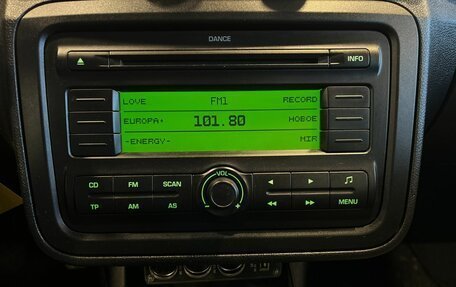 DANCE
INFO
LOVE FM1 RECORD
EUROPA+ 101.80 НОВОЕ
-ENERGY- MIR
CD FM SCAN VOL
TP AM AS - + MENU